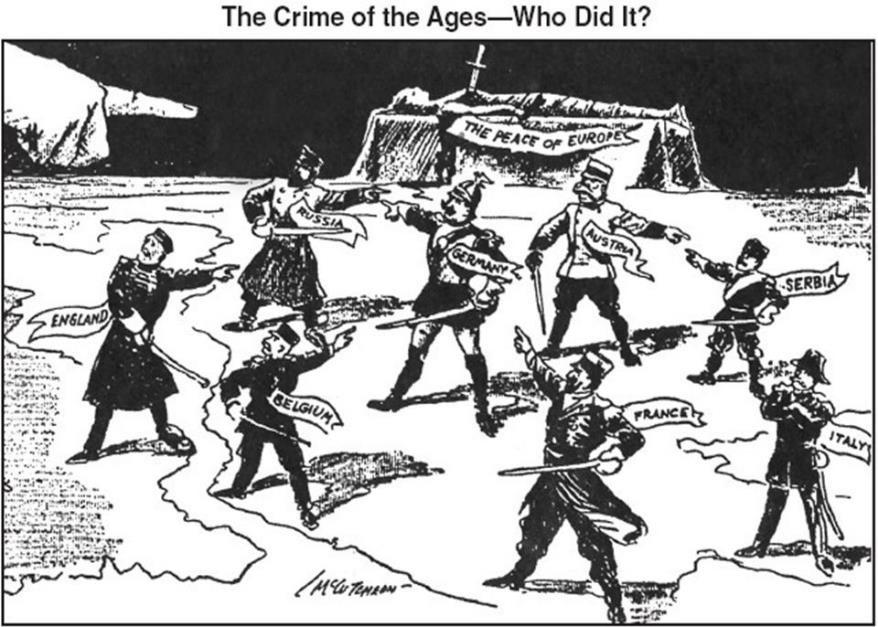 The Crime of the Ages—Who Did It?
THE PEACE OF EUROPE
RUSSIA
GERMANY
AUSTRIA
SERBIA
ENGLAND
BELGIUM
FRANCE
ITALY
McCUTCHEON